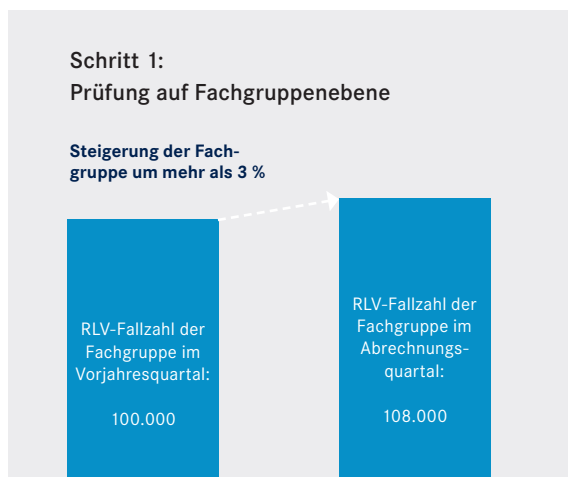 Schritt 1:
Prüfung auf Fachgruppenebene
Steigerung der Fach-
gruppe um mehr als 3 %
RLV-Fallzahl der
Fachgruppe im
Vorjahresquartal:
100.000
RLV-Fallzahl der
Fachgruppe im
Abrechnungs-
quartal:
108.000